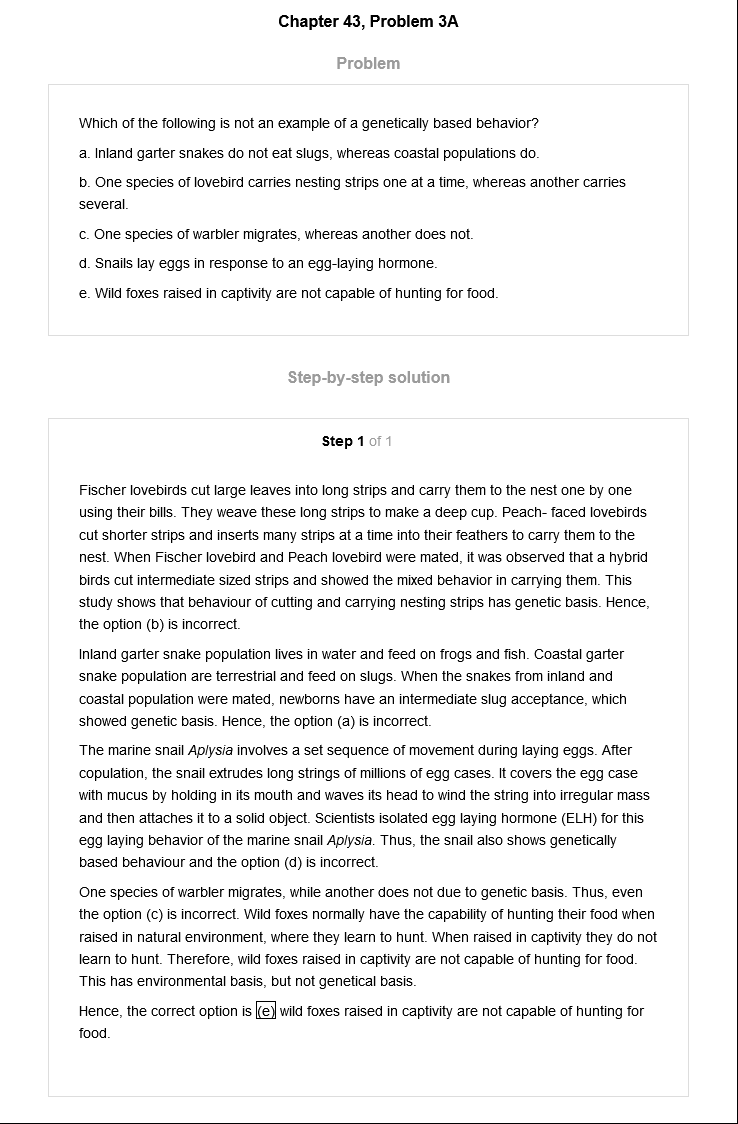 Chapter 43, Problem 3A
Problem
Which of the following is not an example of a genetically based behavior?
a. Inland garter snakes do not eat slugs, whereas coastal populations do.
b. One species of lovebird carries nesting strips one at a time, whereas another carries
several.
c. One species of warbler migrates, whereas another does not.
d. Snails lay eggs in response to an egg-laying hormone.
e. Wild foxes raised in captivity are not capable of hunting for food.
Step-by-step solution
Step 1 of 1
Fischer lovebirds cut large leaves into long strips and carry them to the nest one by one
using their bills. They weave these long strips to make a deep cup. Peach- faced lovebirds
cut shorter strips and inserts many strips at a time into their feathers to carry them to the
nest. When Fischer lovebird and Peach lovebird were mated, it was observed that a hybrid
birds cut intermediate sized strips and showed the mixed behavior in carrying them. This
study shows that behaviour of cutting and carrying nesting strips has genetic basis. Hence,
the option (b) is incorrect.
Inland garter snake population lives in water and feed on frogs and fish. Coastal garter
snake population are terrestrial and feed on slugs. When the snakes from inland and
coastal population were mated, newborns have an intermediate slug acceptance, which
showed genetic basis. Hence, the option (a) is incorrect.
The marine snail Aplysia involves a set sequence of movement during laying eggs. After
copulation, the snail extrudes long strings of millions of egg cases. It covers the egg case
with mucus by holding in its mouth and waves its head to wind the string into irregular mass
and then attaches it to a solid object. Scientists isolated egg laying hormone (ELH) for this
egg laying behavior of the marine snail Aplysia. Thus, the snail also shows genetically
based behaviour and the option (d) is incorrect.
One species of warbler migrates, while another does not due to genetic basis. Thus, even
the option (c) is incorrect. Wild foxes normally have the capability of hunting their food when
raised in natural environment, where they learn to hunt. When raised in captivity they do not
learn to hunt. Therefore, wild foxes raised in captivity are not capable of hunting for food.
This has environmental basis, but not genetical basis.
Hence, the correct option is (e) wild foxes raised in captivity are not capable of hunting for
food.